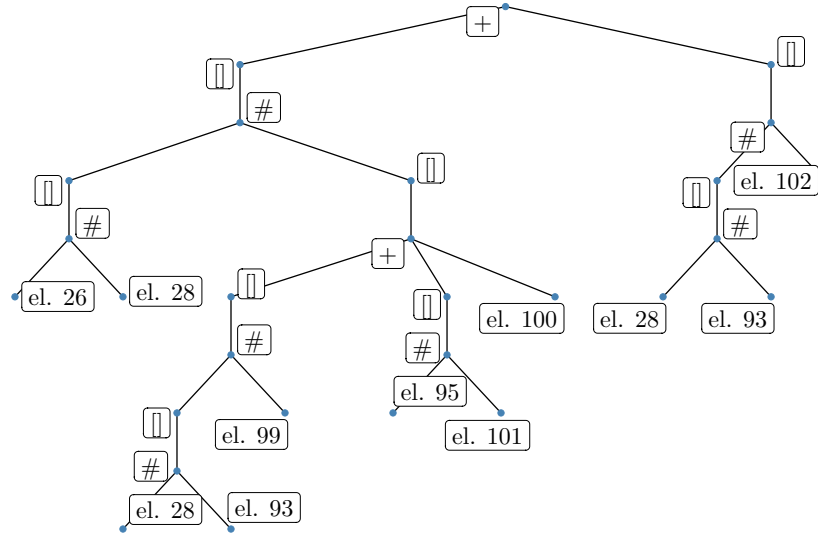 +
[]
[]
#
#
[]
[]
el. 102
[]
#
#
+
el. 26
el. 28
[]
[]
el. 100
el. 28
el. 93
#
#
el. 95
[]
el. 99
el. 101
#
el. 28
el. 93